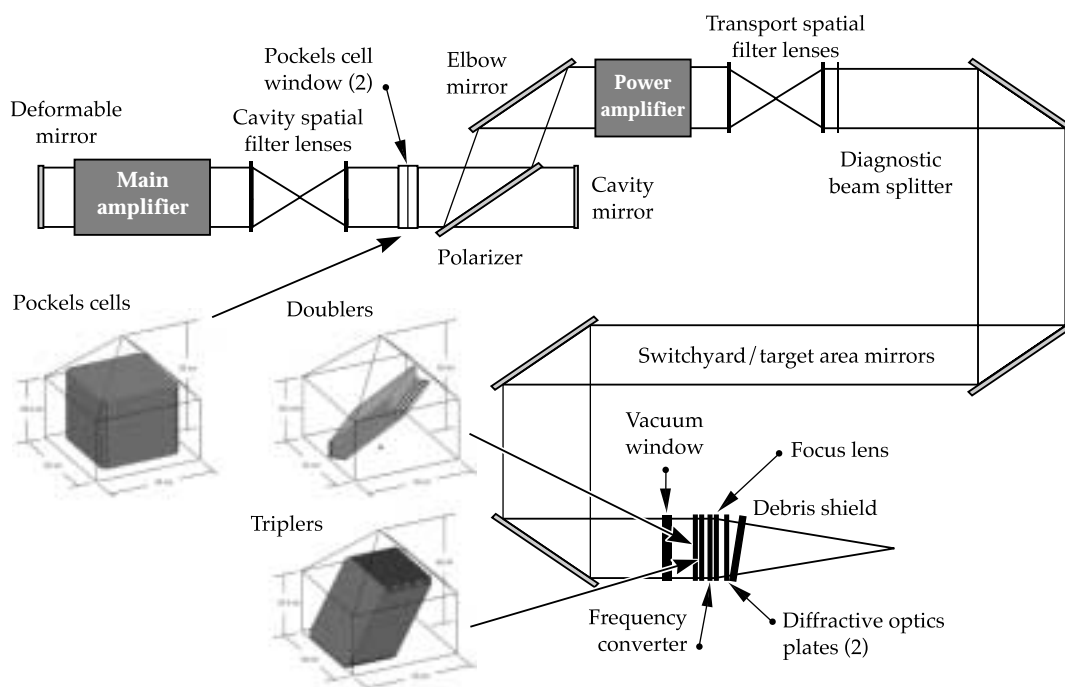 Transport spatial
filter lenses
Elbow
mirror
Pockels cell
window (2)
Power
amplifier
Deformable
mirror
Cavity spatial
filter lenses
Main
amplifier
Diagnostic
beam splitter
Cavity
mirror
Polarizer
Pockels cells
Doublers
Switchyard/target area mirrors
Vacuum
window
Focus lens
Debris shield
Triplers
Frequency
converter
Diffractive optics
plates (2)